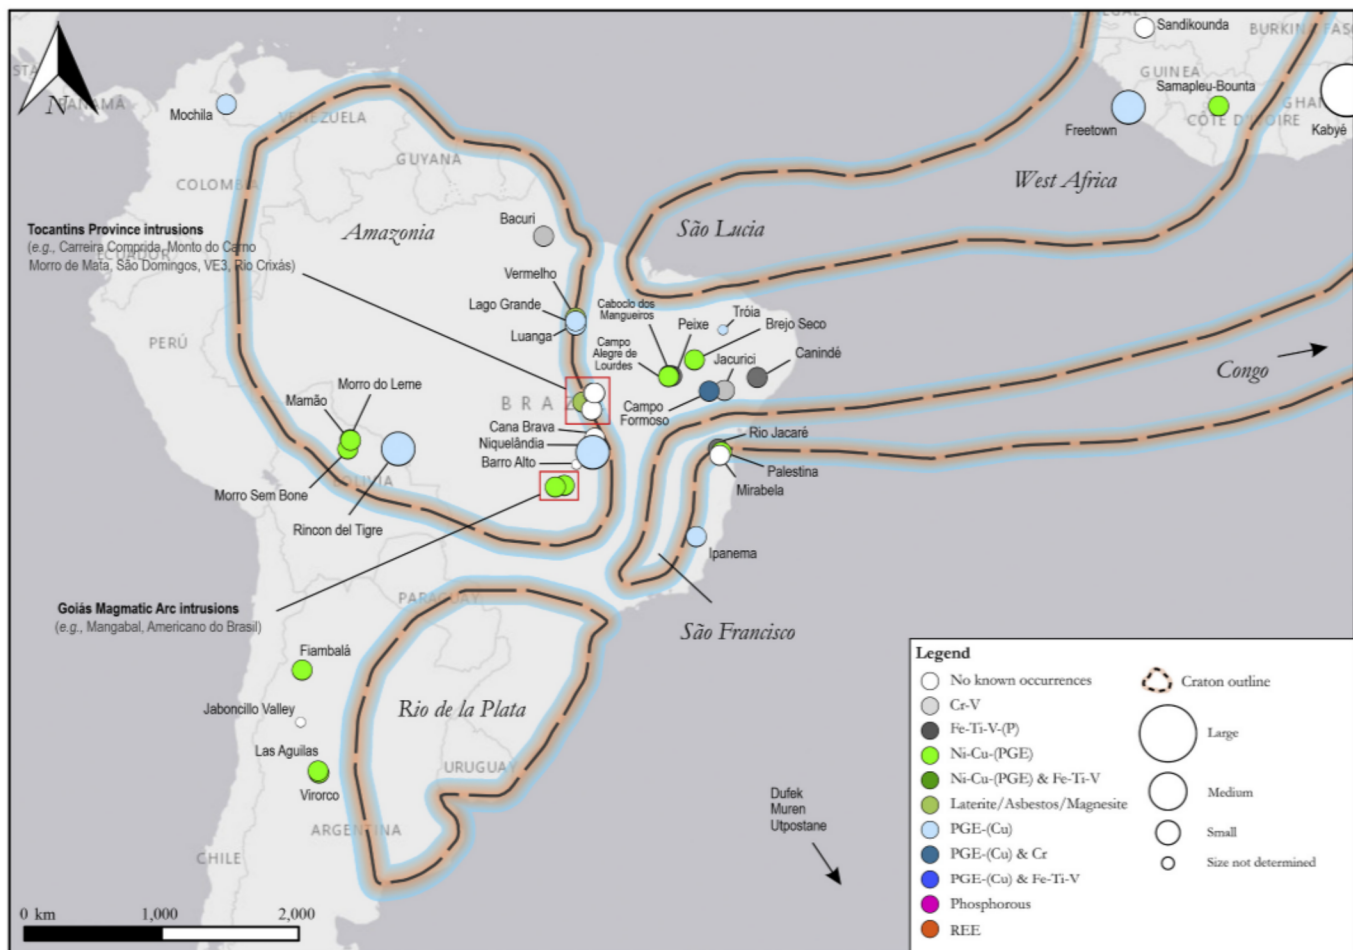 SENEGAL
Sandikounda
BURKINA FASO
GUINEA
Samapleu-Bounta
GHANA
CÔTE D'IVOIRE
Freetown
Kabyé
N
PANAMÁ
Mochila
VENEZUELA
GUYANA
COLOMBIA
West Africa
Tocantins Province intrusions
(e.g., Carreira Comprida, Monto do Carno
Morro de Mata, São Domingos, VE3, Rio Crixás)
ECUADOR
Amazonia
Bacuri
São Lucia
Vermelho
Lago Grande
Luanga
Caboclo dos
Mangueiros
Peixe
Tróia
Brejo Seco
Campo
Alegre de
Lourdes
Jacurici
Canindé
PERÚ
Congo
Morro do Leme
Mamão
BRAZ
Campo
Formoso
Cana Brava
Niquelândia
Barro Alto
Rio Jacaré
Palestina
Mirabela
BOLIVIA
Morro Sem Bone
Rincon del Tigre
Ipanema
Goiás Magmatic Arc intrusions
(e.g., Mangabal, Americano do Brasil)
PARAGUAY
São Francisco
Fiambalá
Jaboncillo Valley
Rio de la Plata
Las Aguilas
Virorco
URUGUAY
ARGENTINA
CHILE
Dufek
Muren
Utpostane
0 km 1,000 2,000
Legend
No known occurrences
Cr-V
Fe-Ti-V-(P)
Ni-Cu-(PGE)
Ni-Cu-(PGE) & Fe-Ti-V
Laterite/Asbestos/Magnesite
PGE-(Cu)
PGE-(Cu) & Cr
PGE-(Cu) & Fe-Ti-V
Phosphorous
REE
Craton outline
Large
Medium
Small
Size not determined